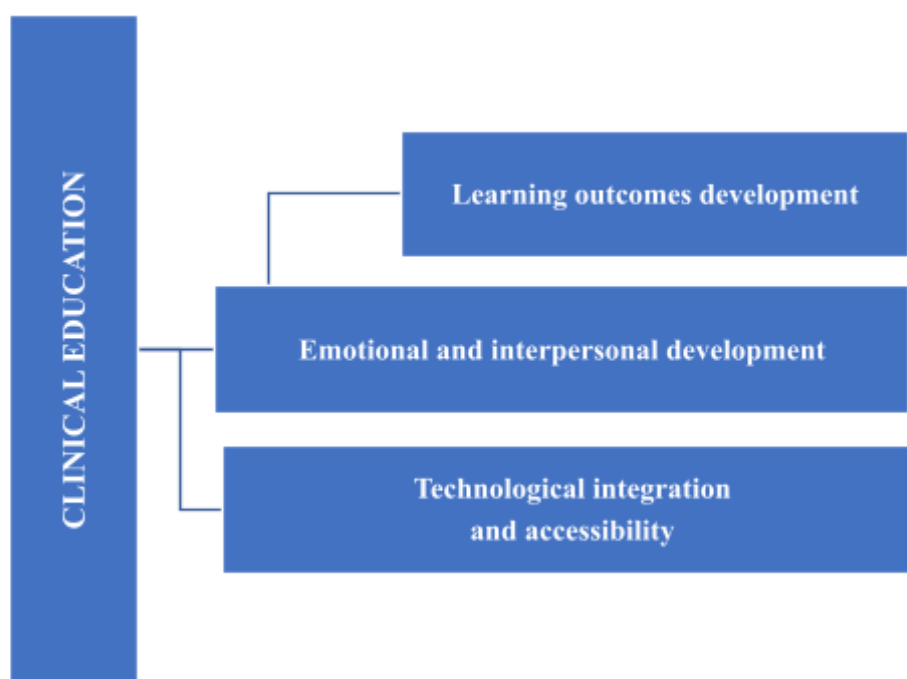 CLINICAL EDUCATION
Learning outcomes development
Emotional and interpersonal development
Technological integration
and accessibility